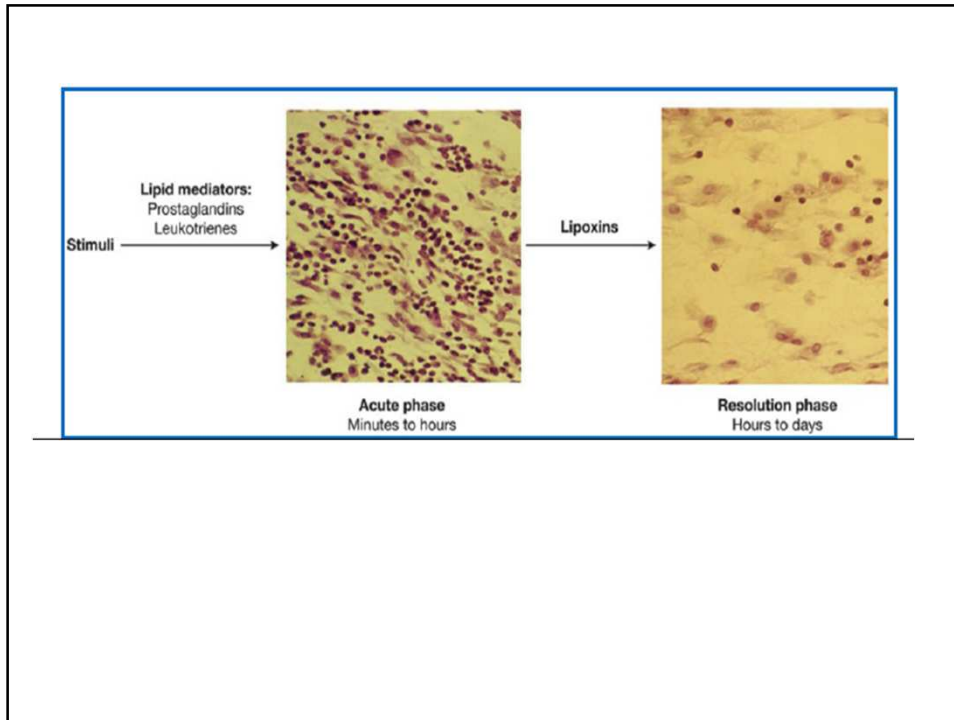 Lipid mediators:
Prostaglandins
Leukotrienes
Stimuli
Lipoxins
Acute phase
Minutes to hours
Resolution phase
Hours to days